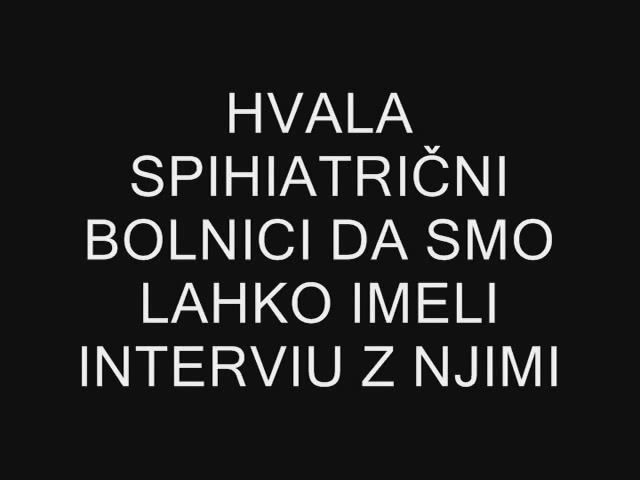 HVALA
SPIHIATRIČNI
BOLNICI DA SMO
LAHKO IMELI
INTERVIU Z NJIMI